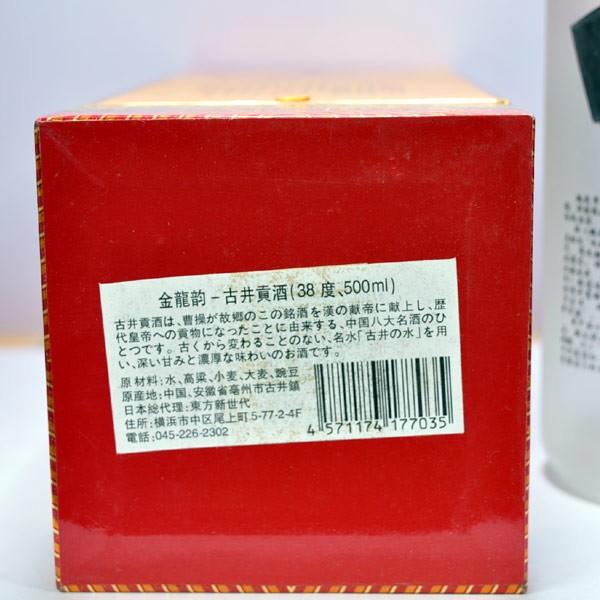 金龍韵-古井貢酒(38 度、500ml)
古井貢酒は、曹操が故郷のこの銘酒を漢の献帝に献上し、歴
代皇帝への貢物になったことに由来する、中国八大名酒のひ
とつです。古くから変わることのない、名水「古井の水」を用
い、深い甘みと濃厚な味わいのお酒です。
原材料:水、高粱、小麦、大麦、豌豆
原産地:中国、安徽省亳州市古井鎮
日本総代理:東方新世代
住所:横浜市中区尾上町5-77-2-4F
電話:045-226-2302
4 571174 177035